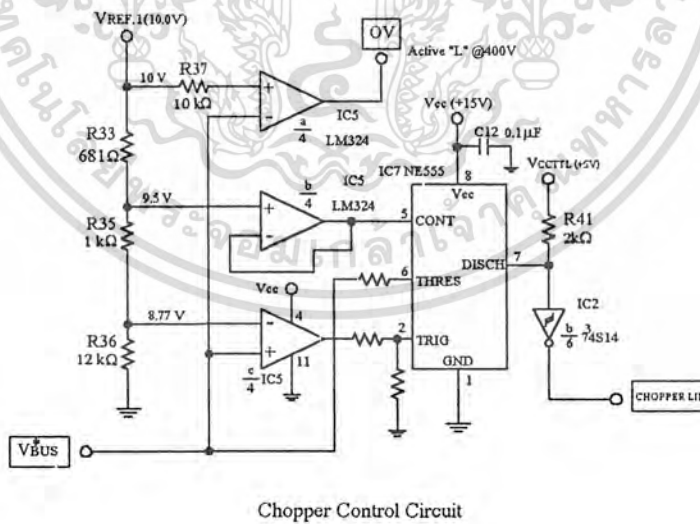 VREF.1(10.0V)
OV
Active "L" @400V
10 V
R37
10 kΩ
+
-
IC5
a/4
LM324
Vcc (+15V)
C12 0.1μF
R33
681Ω
IC7 NE555
8
Vcc
VCCTTL (+5V)
9.5 V
b/4
IC5
LM324
+
-
5
CONT
R41
2kΩ
R35
1 kΩ
7
DISCH
6
THRES
Vcc
IC2
8.77 V
4
-
+
2
TRIG
b/6
3
74S14
R36
12 kΩ
11
c/4
IC5
GND
1
V*BUS
Chopper Control Circuit